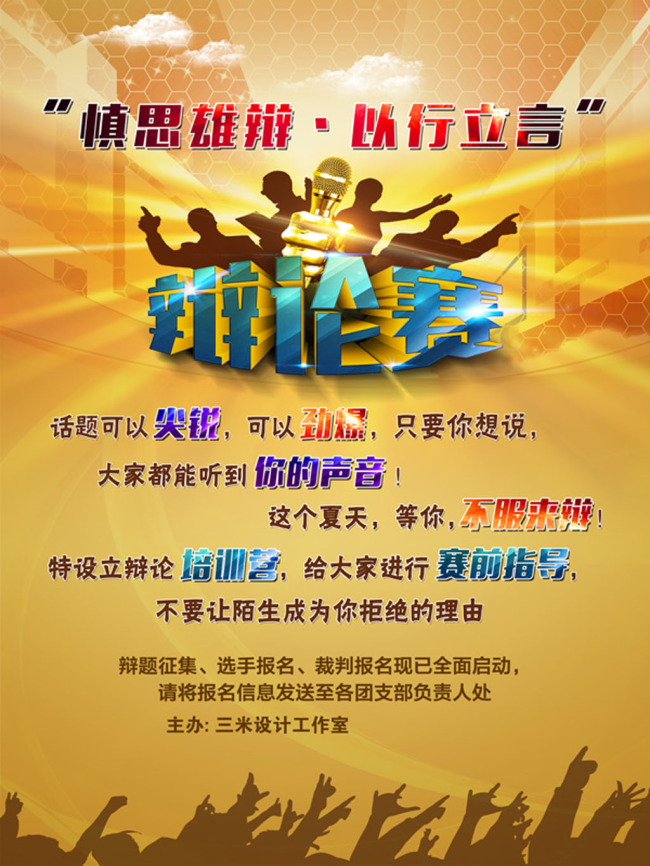 “慎思雄辩·以行立言”
辩论赛
话题可以尖锐，可以劲爆，只要你想说，
大家都能听到你的声音！
这个夏天，等你，不服来辩！
特设立辩论培训营，给大家进行赛前指导，
不要让陌生成为你拒绝的理由
辩题征集、选手报名、裁判报名现已全面启动，
请将报名信息发送至各团支部负责人处
主办：三米设计工作室